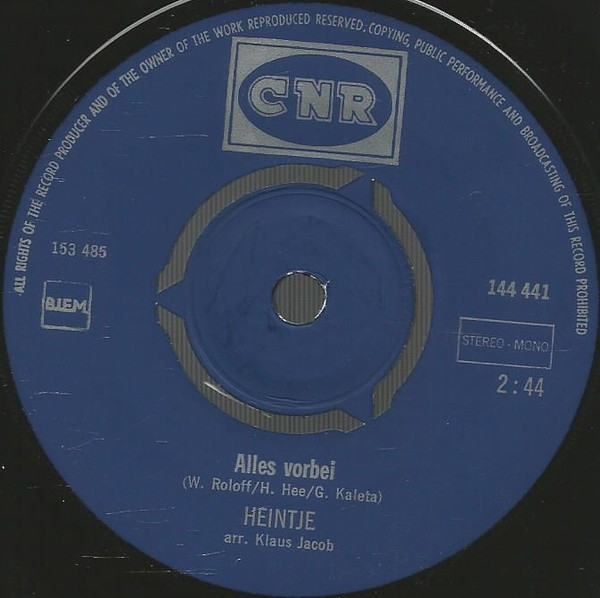 ALL RIGHTS OF THE RECORD PRODUCER AND OF THE OWNER OF THE WORK REPRODUCED RESERVED. COPYING, PUBLIC PERFORMANCE AND BROADCASTING OF THIS RECORD PROHIBITED
CNR
153 485
BIEM
144 441
STEREO - MONO
2 : 44
Alles vorbei
(W. Roloff/H. Hee/G. Kaleta)
HEINTJE
arr. Klaus Jacob